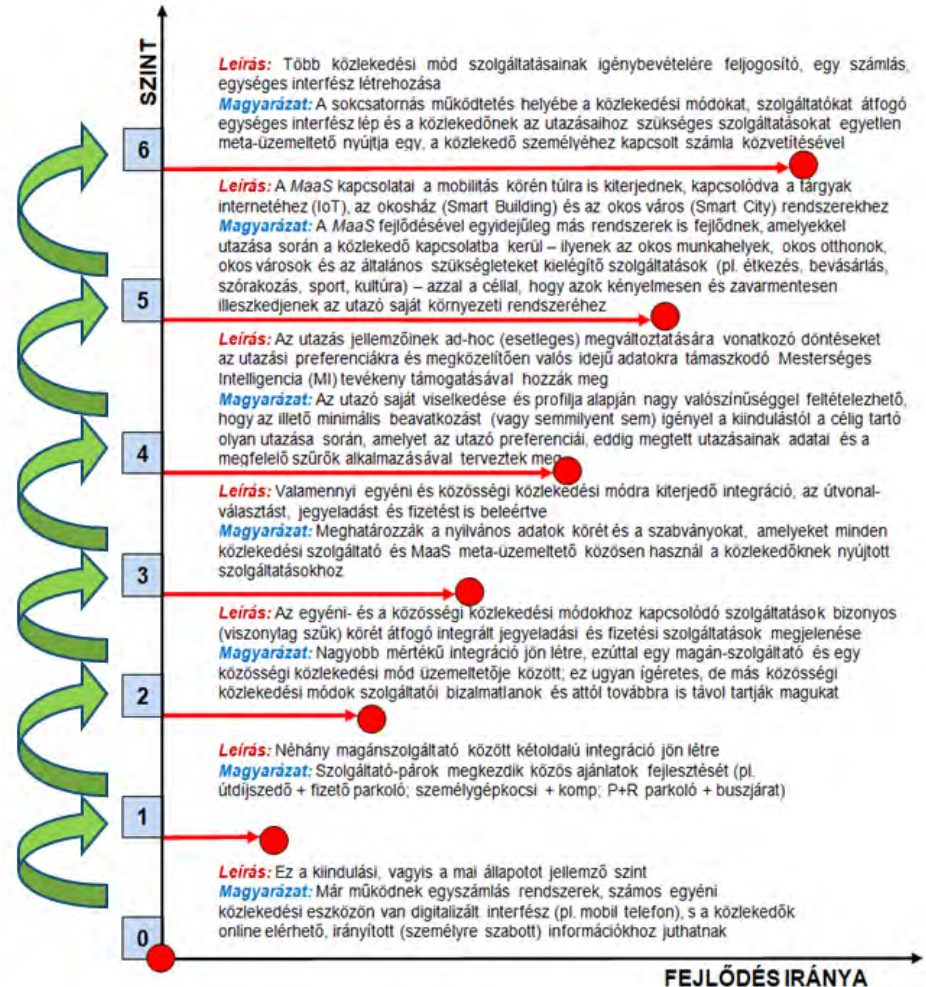 SZINT
Leírás: Több közlekedési mód szolgáltatásainak igénybevételére feljogosító, egy számlás,
egységes interfész létrehozása
Magyarázat: A sokcsatornás működtetés helyébe a közlekedési módokat, szolgáltatókat átfogó
egységes interfész lép és a közlekedőnek az utazásaihoz szükséges szolgáltatásokat egyetlen
meta-üzemeltető nyújtja egy, a közlekedő személyéhez kapcsolt számla közvetítésével
6
Leírás: A MaaS kapcsolatai a mobilitás körén túlra is kiterjednek, kapcsolódva a tárgyak
internetéhez (IoT), az okosház (Smart Building) és az okos város (Smart City) rendszerekhez
Magyarázat: A MaaS fejlődésével egyidejűleg más rendszerek is fejlődnek, amelyekkel
utazása során a közlekedő kapcsolatba kerül – ilyenek az okos munkahelyek, okos otthonok,
okos városok és az általános szükségleteket kielégítő szolgáltatások (pl. étkezés, bevásárlás,
szórakozás, sport, kultúra) – azzal a céllal, hogy azok kényelmesen és zavarmentesen
illeszkedjenek az utazó saját környezeti rendszeréhez
5
Leírás: Az utazás jellemzőinek ad-hoc (esetleges) megváltoztatására vonatkozó döntéseket
az utazási preferenciákra és megközelítően valós idejű adatokra támaszkodó Mesterséges
Intelligencia (MI) tevékeny támogatásával hozzák meg
Magyarázat: Az utazó saját viselkedése és profilja alapján nagy valószínűséggel feltételezhető,
hogy az illető minimális beavatkozást (vagy semmilyent sem) igényel a kiindulástól a célig tartó
olyan utazása során, amelyet az utazó preferenciái, eddig megtett utazásainak adatai és a
megfelelő szűrők alkalmazásával terveztek meg
4
Leírás: Valamennyi egyéni és közösségi közlekedési módra kiterjedő integráció, az útvonal-
választást, jegyeladást és fizetést is beleértve
Magyarázat: Meghatározzák a nyilvános adatok körét és a szabványokat, amelyeket minden
közlekedési szolgáltató és MaaS meta-üzemeltető közösen használ a közlekedőknek nyújtott
szolgáltatásokhoz
3
Leírás: Az egyéni- és a közösségi közlekedési módokhoz kapcsolódó szolgáltatások bizonyos
(viszonylag szűk) körét átfogó integrált jegyeladási és fizetési szolgáltatások megjelenése
Magyarázat: Nagyobb mértékű integráció jön létre, ezúttal egy magán-szolgáltató és egy
közösségi közlekedési mód üzemeltetője között; ez ugyan ígéretes, de más közösségi
közlekedési módok szolgáltatói bizalmatlanok és attól továbbra is távol tartják magukat
2
Leírás: Néhány magánszolgáltató között kétoldalú integráció jön létre
Magyarázat: Szolgáltató-párok megkezdik közös ajánlatok fejlesztését (pl.
útdíjszedő + fizető parkoló; személygépkocsi + komp; P+R parkoló + buszjárat)
1
Leírás: Ez a kiindulási, vagyis a mai állapotot jellemző szint
Magyarázat: Már működnek egyszámlás rendszerek, számos egyéni
közlekedési eszközön van digitalizált interfész (pl. mobil telefon), s a közlekedők
online elérhető, irányított (személyre szabott) információkhoz juthatnak
0
FEJLŐDÉS IRÁNYA